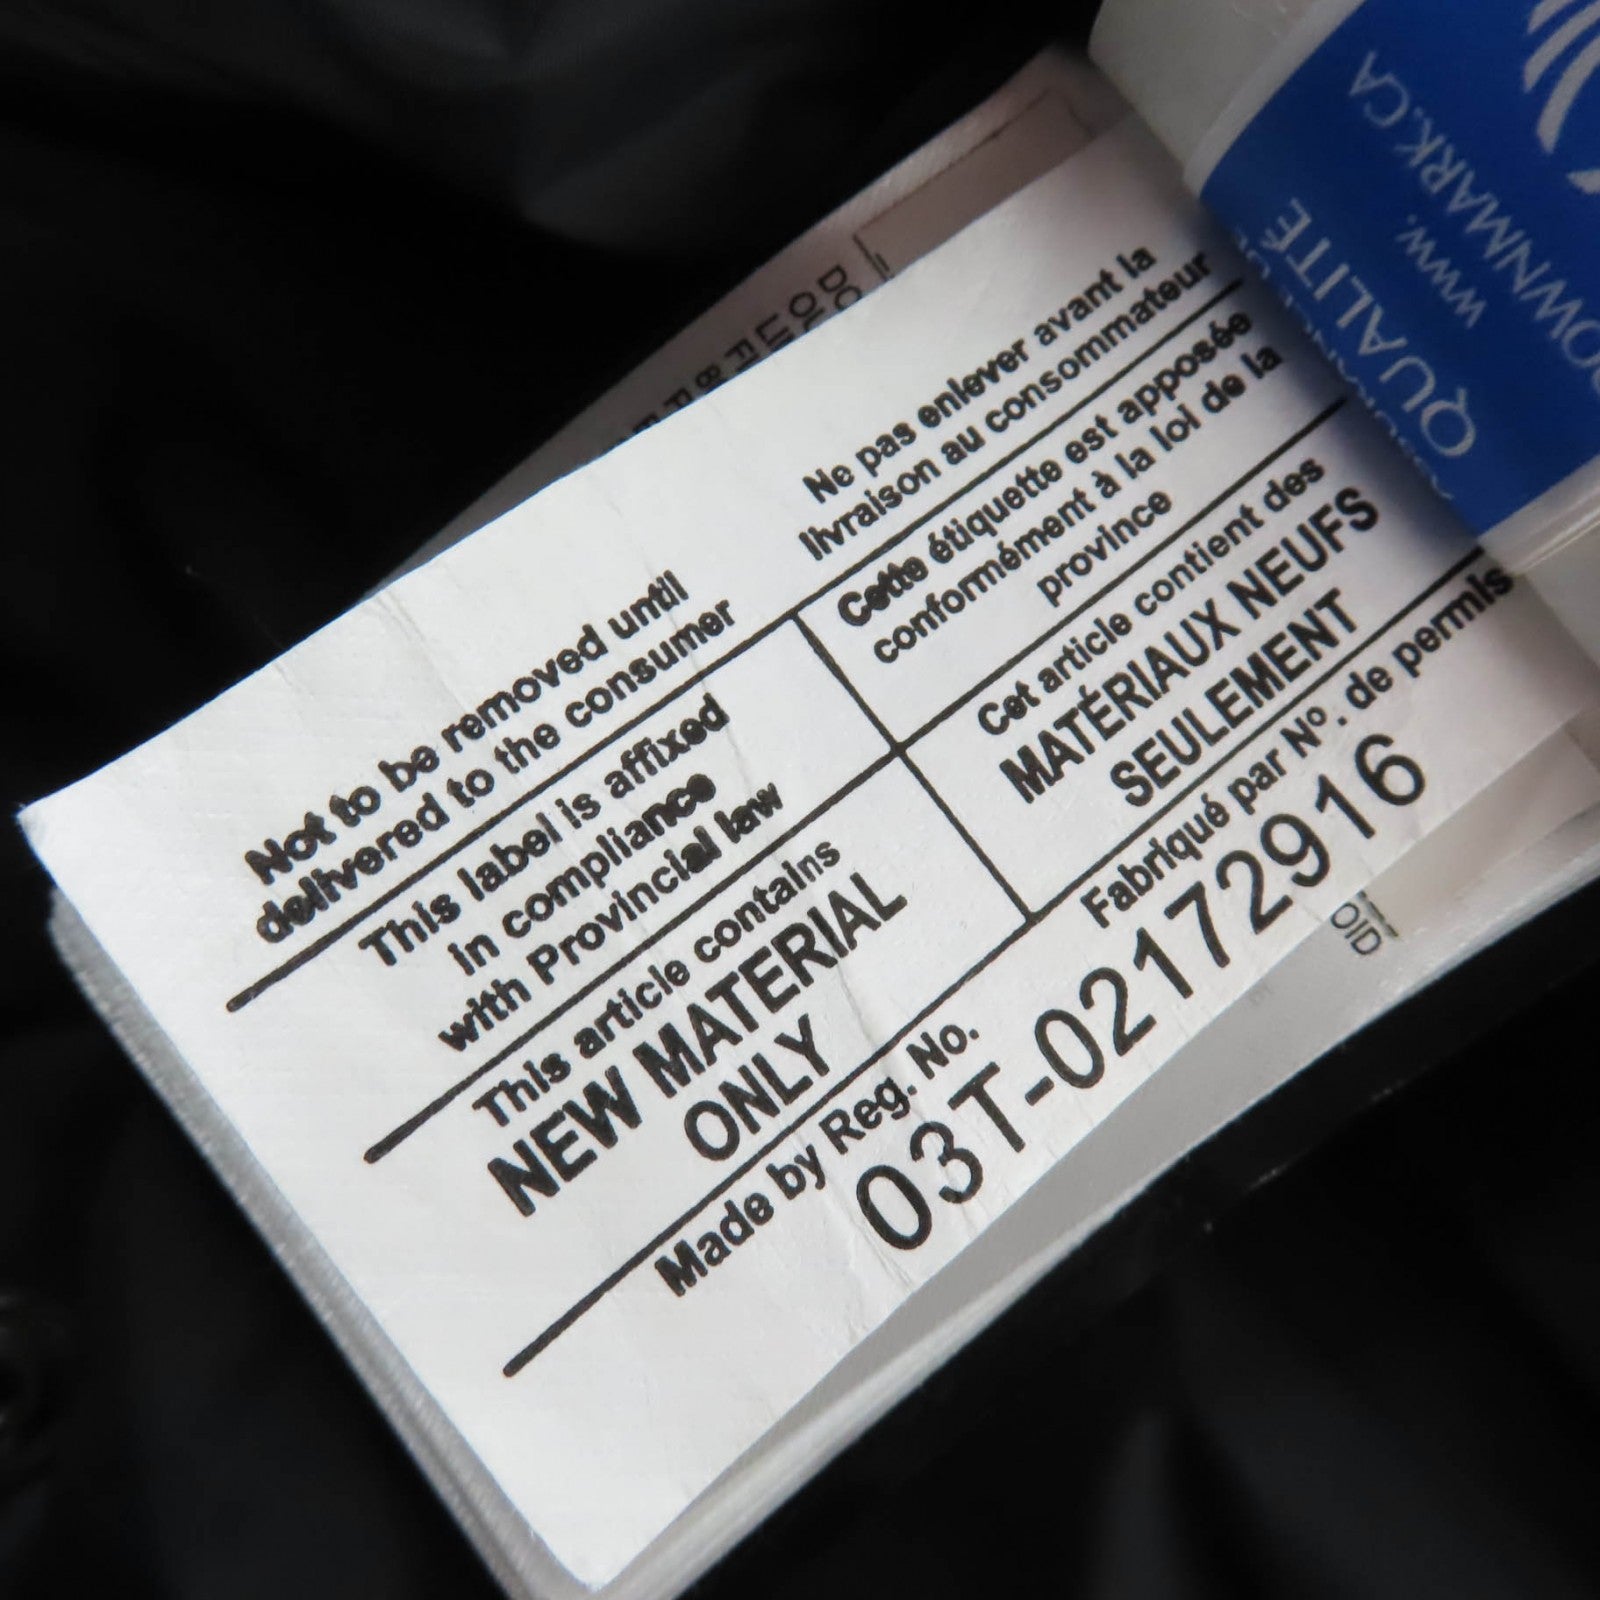 Not to be removed until
delivered to the consumer
Ne pas enlever avant la
livraison au consommateur
This label is affixed
in compliance
with Provincial law
Cette étiquette est apposée
conformément à la loi de la
province
This article contains
NEW MATERIAL
ONLY
Cet article contient des
MATÉRIAUX NEUFS
SEULEMENT
Made by Reg. No.
Fabriqué par Nº. de permis
03T-02172916
QUALITÉ
WWW.
OWNMARK.CA
OID